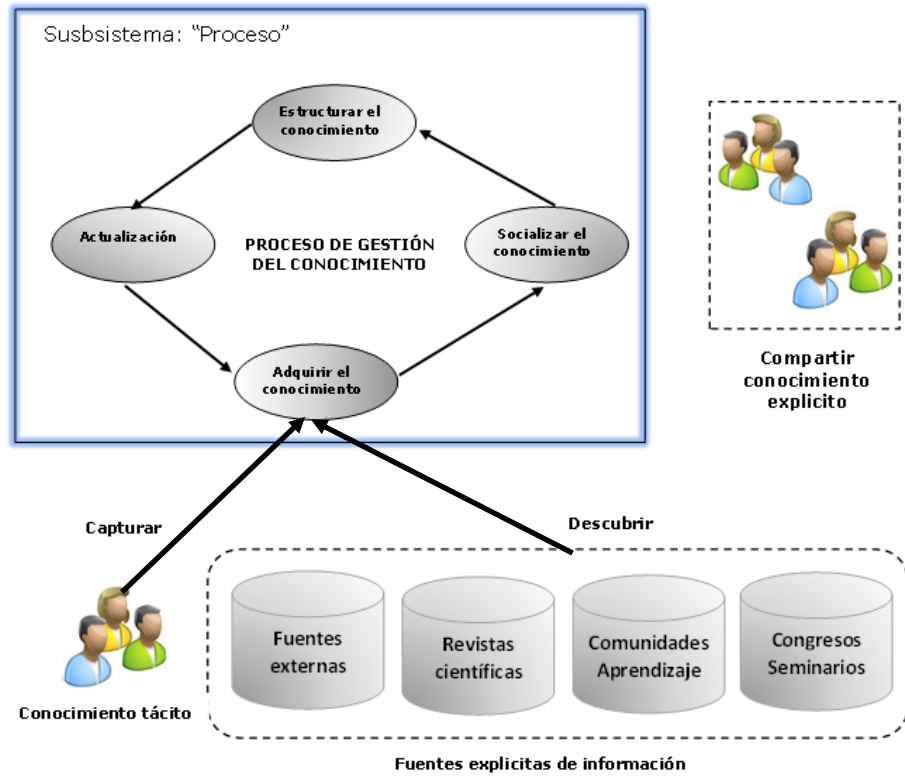 Susbsistema: “Proceso”
Estructurar el
conocimiento
Actualización
PROCESO DE GESTIÓN
DEL CONOCIMIENTO
Socializar el
conocimiento
Adquirir el
conocimiento
Compartir
conocimiento
explicito
Capturar
Descubrir
Fuentes
externas
Revistas
científicas
Comunidades
Aprendizaje
Congresos
Seminarios
Conocimiento tácito
Fuentes explicitas de información